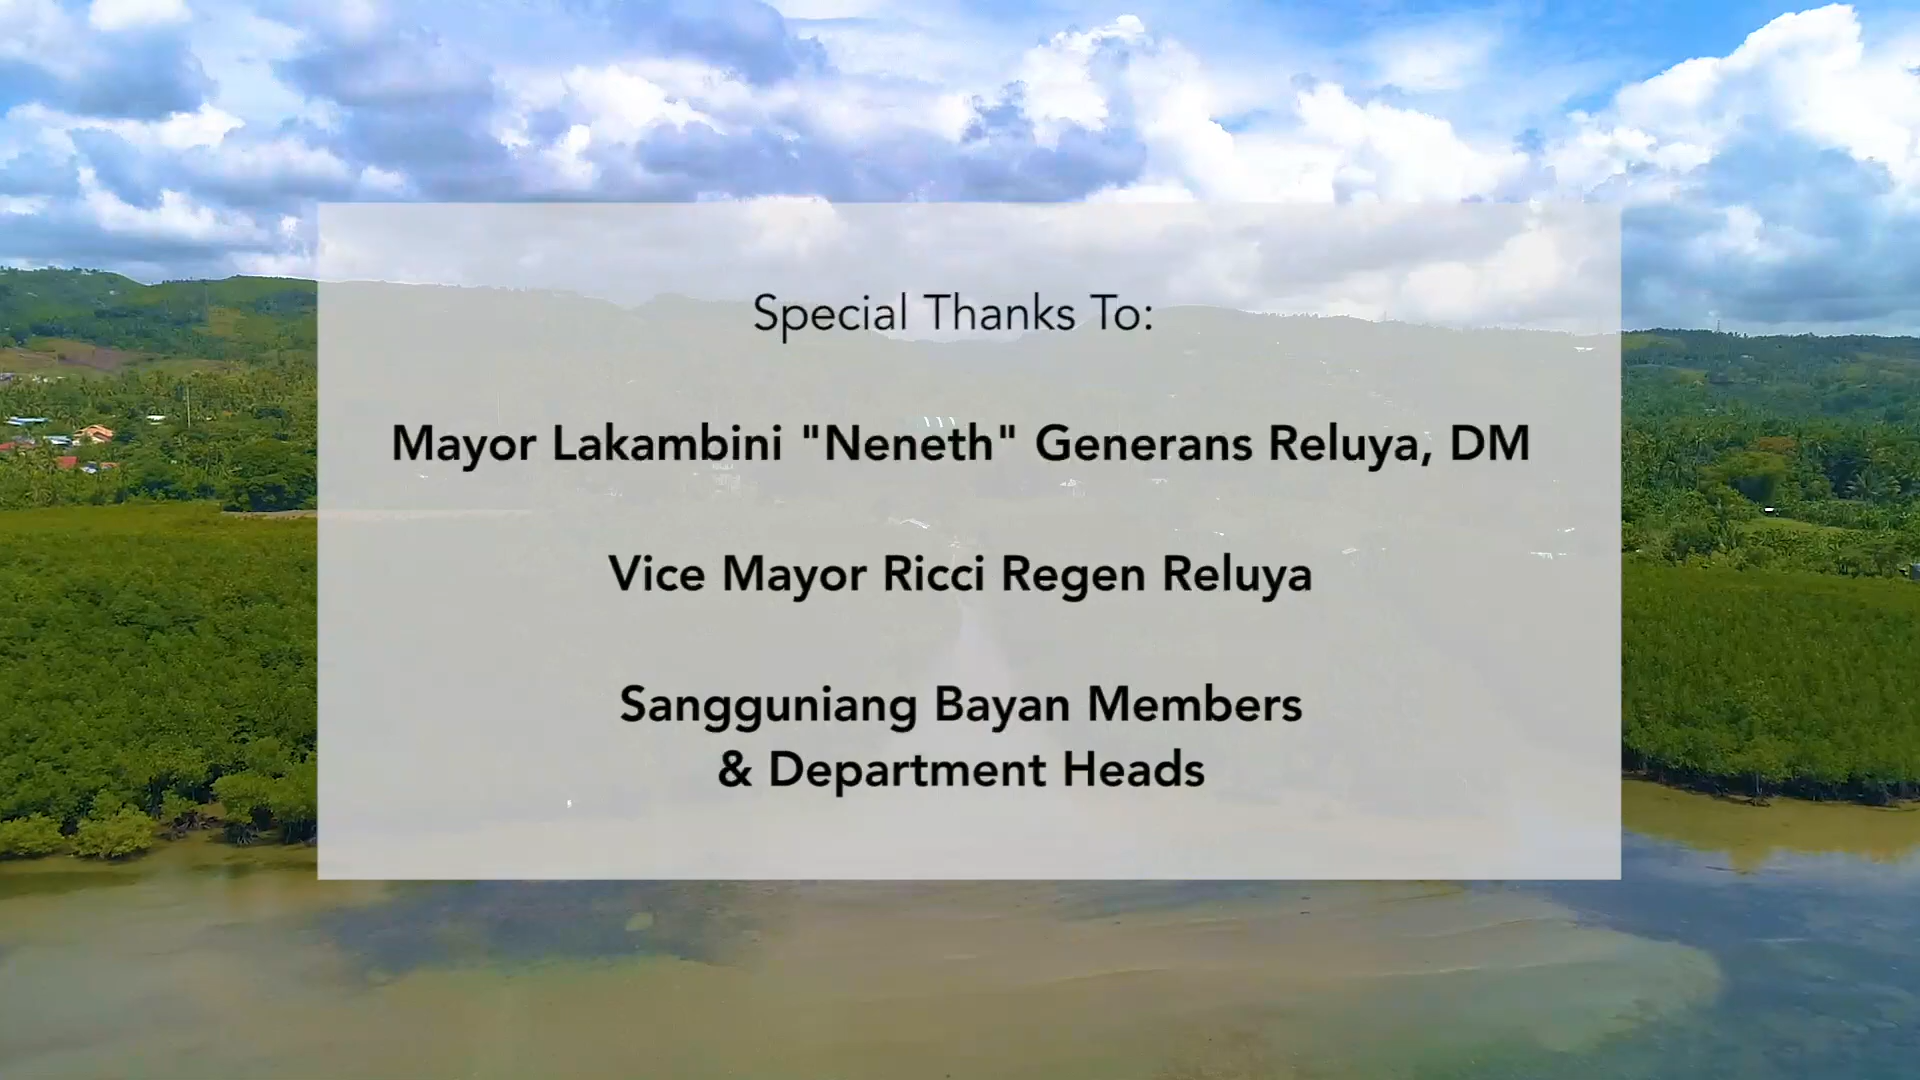 Special Thanks To:
Mayor Lakambini "Neneth" Generans Reluya, DM
Vice Mayor Ricci Regen Reluya
Sangguniang Bayan Members
& Department Heads